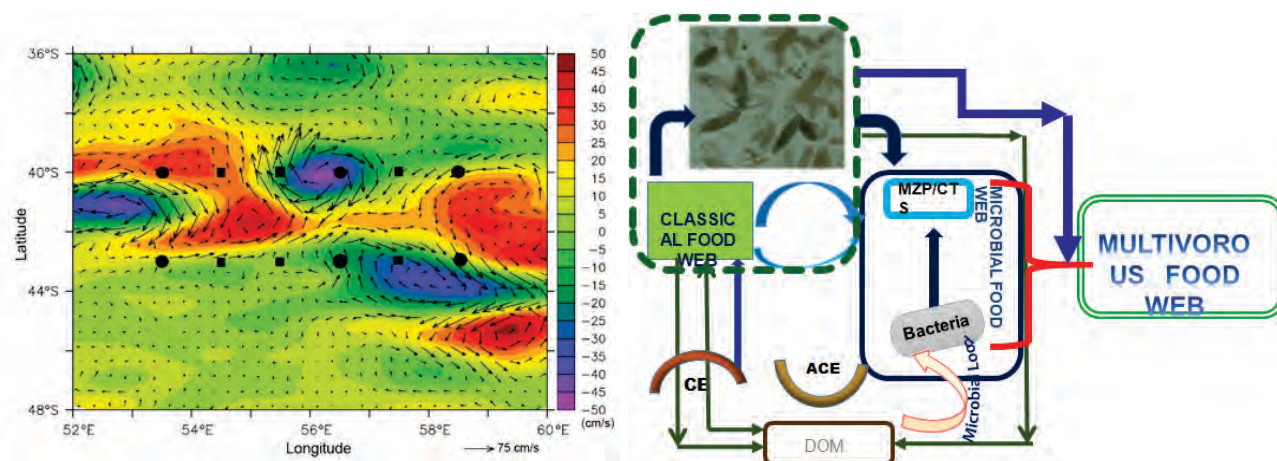 36°S
40°S
44°S
48°S
Latitude
52°E
54°E
56°E
58°E
60°E
Longitude
75 cm/s
50
45
40
35
30
25
20
15
10
5
0
−5
−10
−15
−20
−25
−30
−35
−40
−45
−50
(cm/s)
CLASSIC
AL FOOD
WEB
MZP/CT
S
MICROBIAL FOOD
WEB
Bacteria
Microbial Loop
CE
ACE
DOM
MULTIVORO
US FOOD
WEB